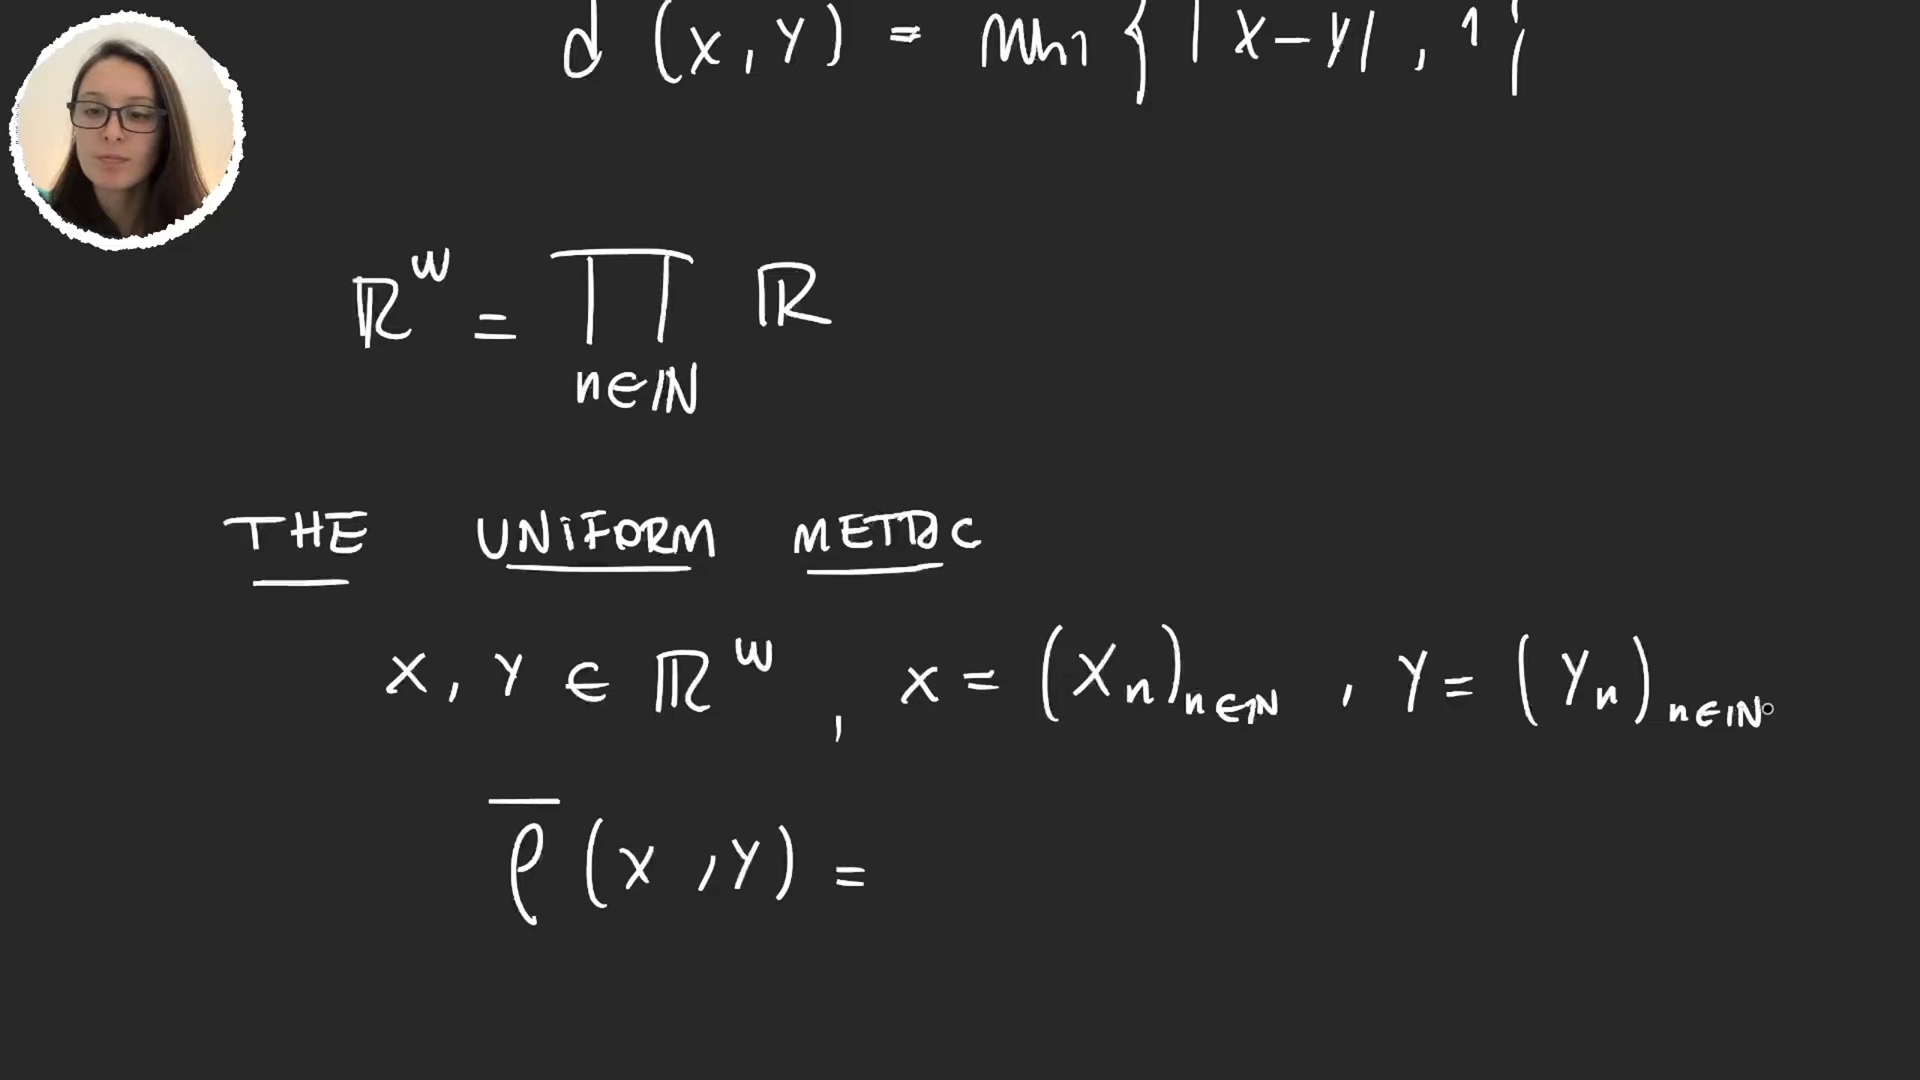 d (x, y) = min { |x-y|, 1 }
ℝ^ω = ∏ ℝ
n∈ℕ
THE UNIFORM METRIC
x, y ∈ ℝ^ω, x = (x_n)_{n∈ℕ}, y = (y_n)_{n∈ℕ}
ρ̅ (x, y) =